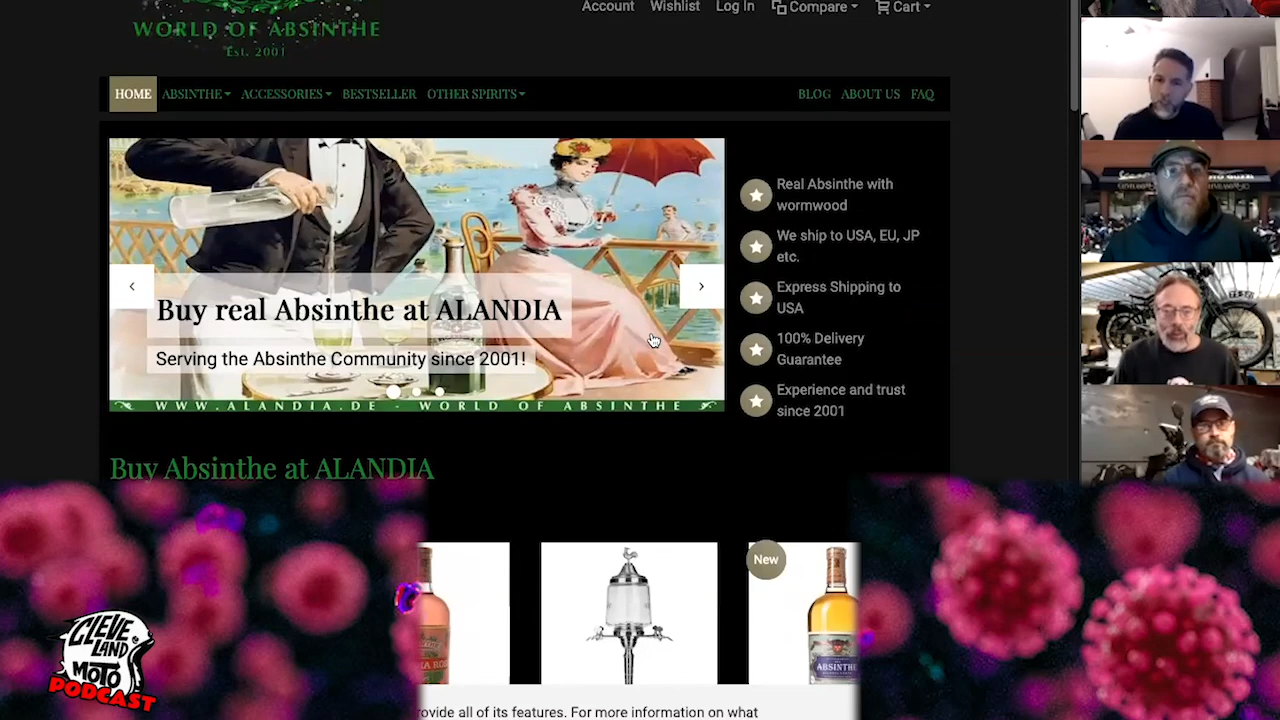 Account Wishlist Log In Compare Cart
WORLD OF ABSINTHE
Est. 2001
HOME ABSINTHE ACCESSORIES BESTSELLER OTHER SPIRITS BLOG ABOUT US FAQ
Real Absinthe with
wormwood
We ship to USA, EU, JP
etc.
Express Shipping to
USA
100% Delivery
Guarantee
Experience and trust
since 2001
Buy real Absinthe at ALANDIA
Serving the Absinthe Community since 2001!
WWW.ALANDIA.DE - WORLD OF ABSINTHE
Buy Absinthe at ALANDIA
New
ABSINTHE
CLEVE
LAND
MOTO
PODCAST
rovide all of its features. For more information on what